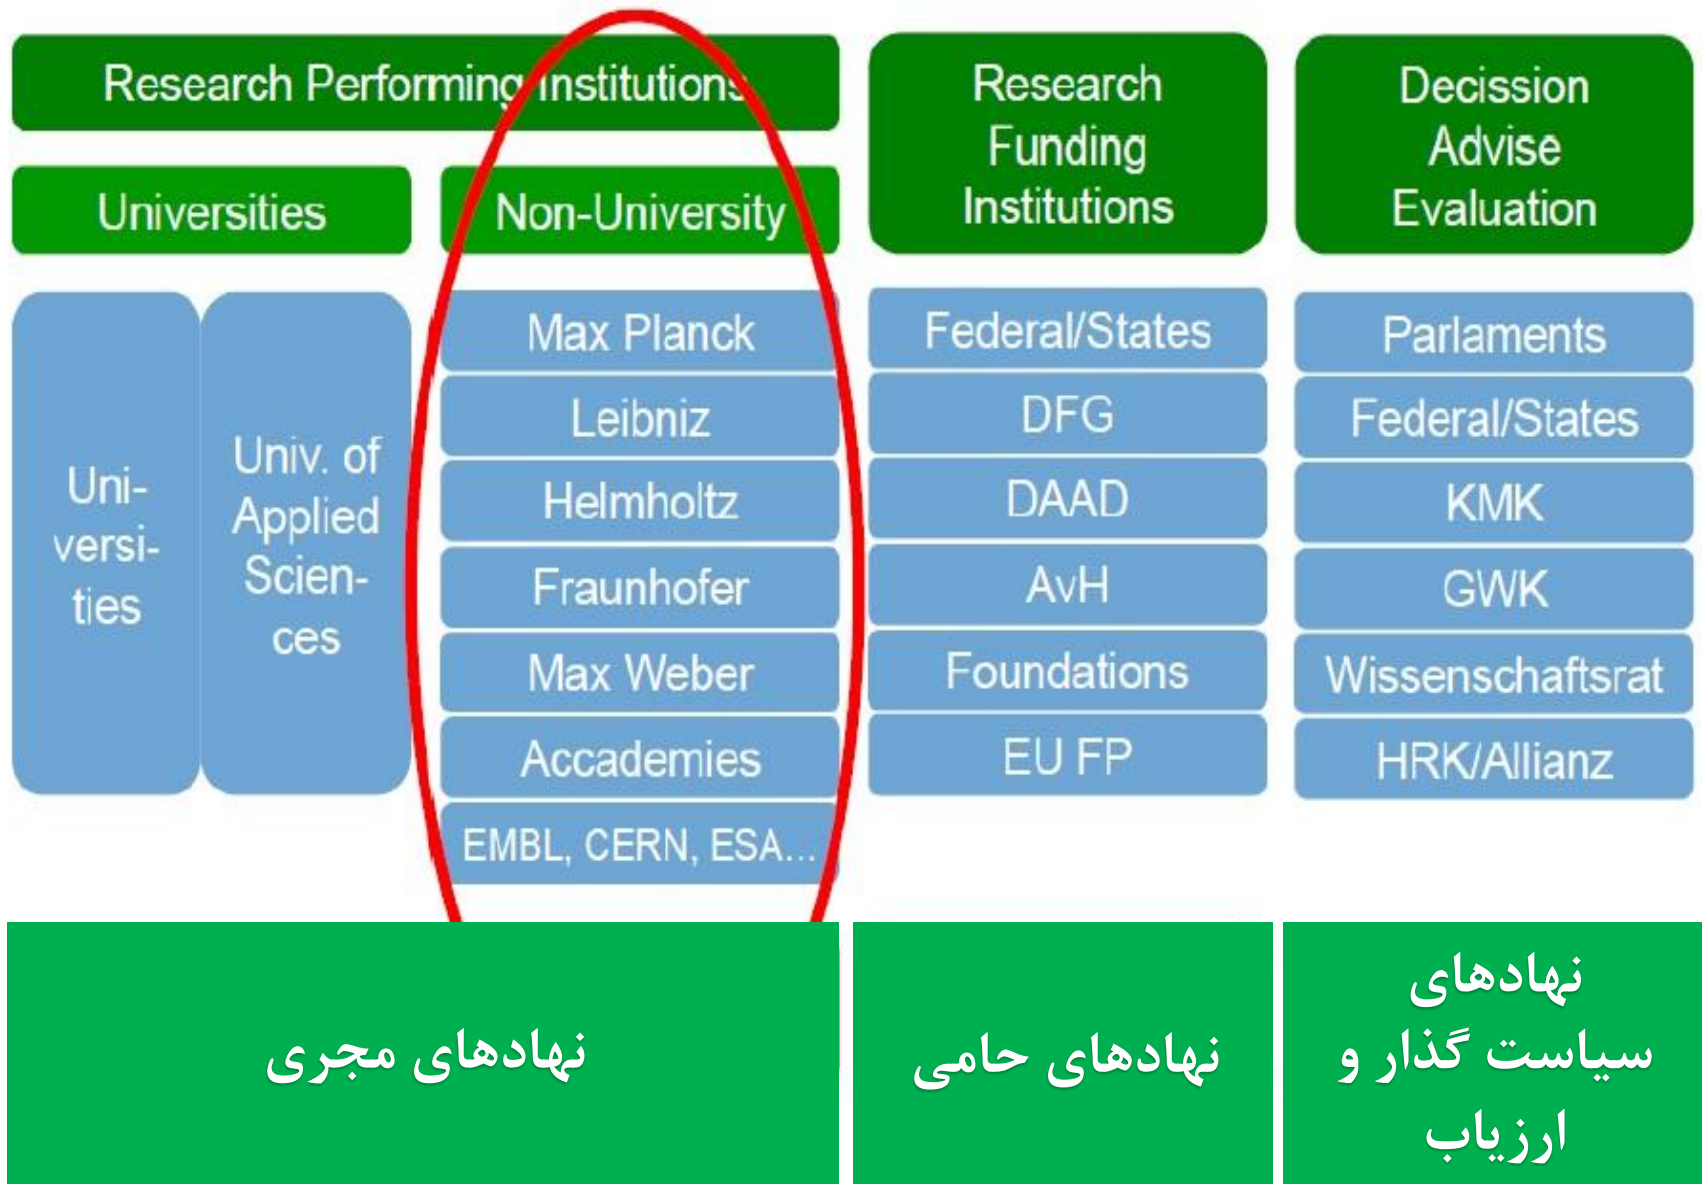 Research Performing Institutions
Universities
Non-University
Uni-
versi-
ties
Univ. of
Applied
Scien-
ces
Max Planck
Leibniz
Helmholtz
Fraunhofer
Max Weber
Accademies
EMBL, CERN, ESA...
Research
Funding
Institutions
Federal/States
DFG
DAAD
AvH
Foundations
EU FP
Decission
Advise
Evaluation
Parlaments
Federal/States
KMK
GWK
Wissenschaftsrat
HRK/Allianz
نهادهای مجری
نهادهای حامی
نهادهای
سیاست گذار و
ارزیاب